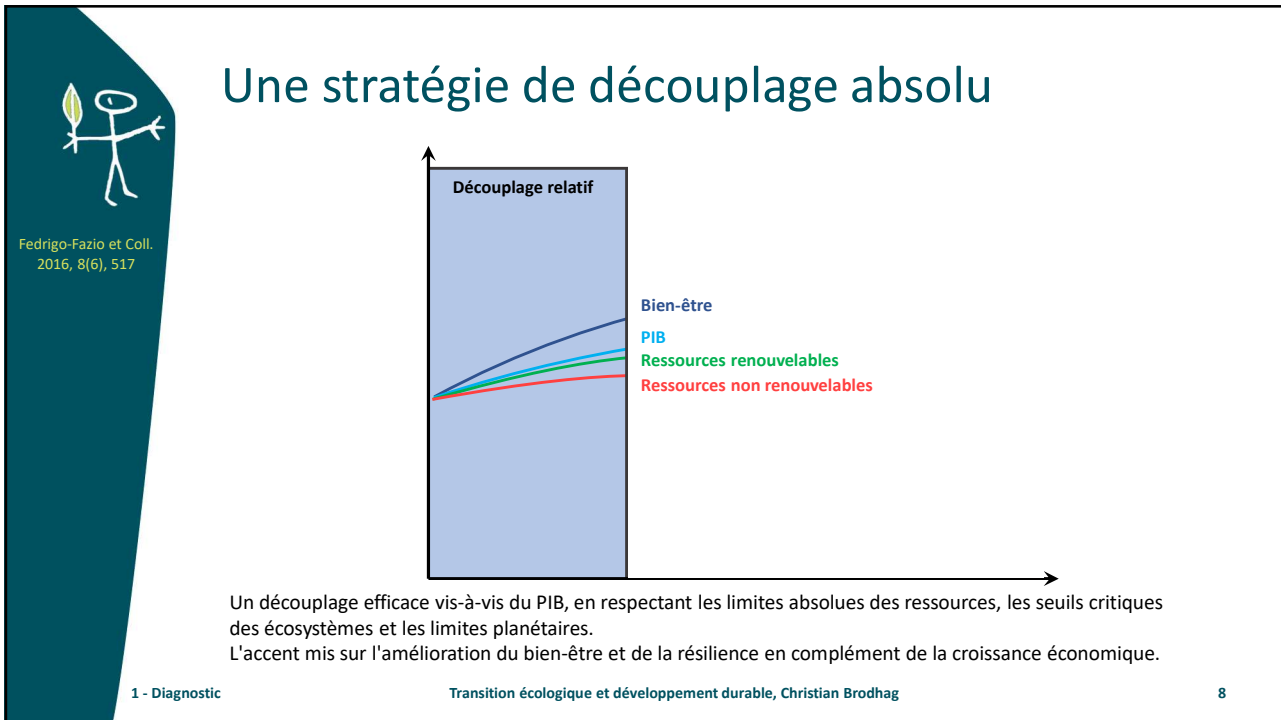 Une stratégie de découplage absolu
Fedrigo-Fazio et Coll.
2016, 8(6), 517
Découplage relatif
Bien-être
PIB
Ressources renouvelables
Ressources non renouvelables
Un découplage efficace vis-à-vis du PIB, en respectant les limites absolues des ressources, les seuils critiques
des écosystèmes et les limites planétaires.
L'accent mis sur l'amélioration du bien-être et de la résilience en complément de la croissance économique.
1 - Diagnostic
Transition écologique et développement durable, Christian Brodhag
8